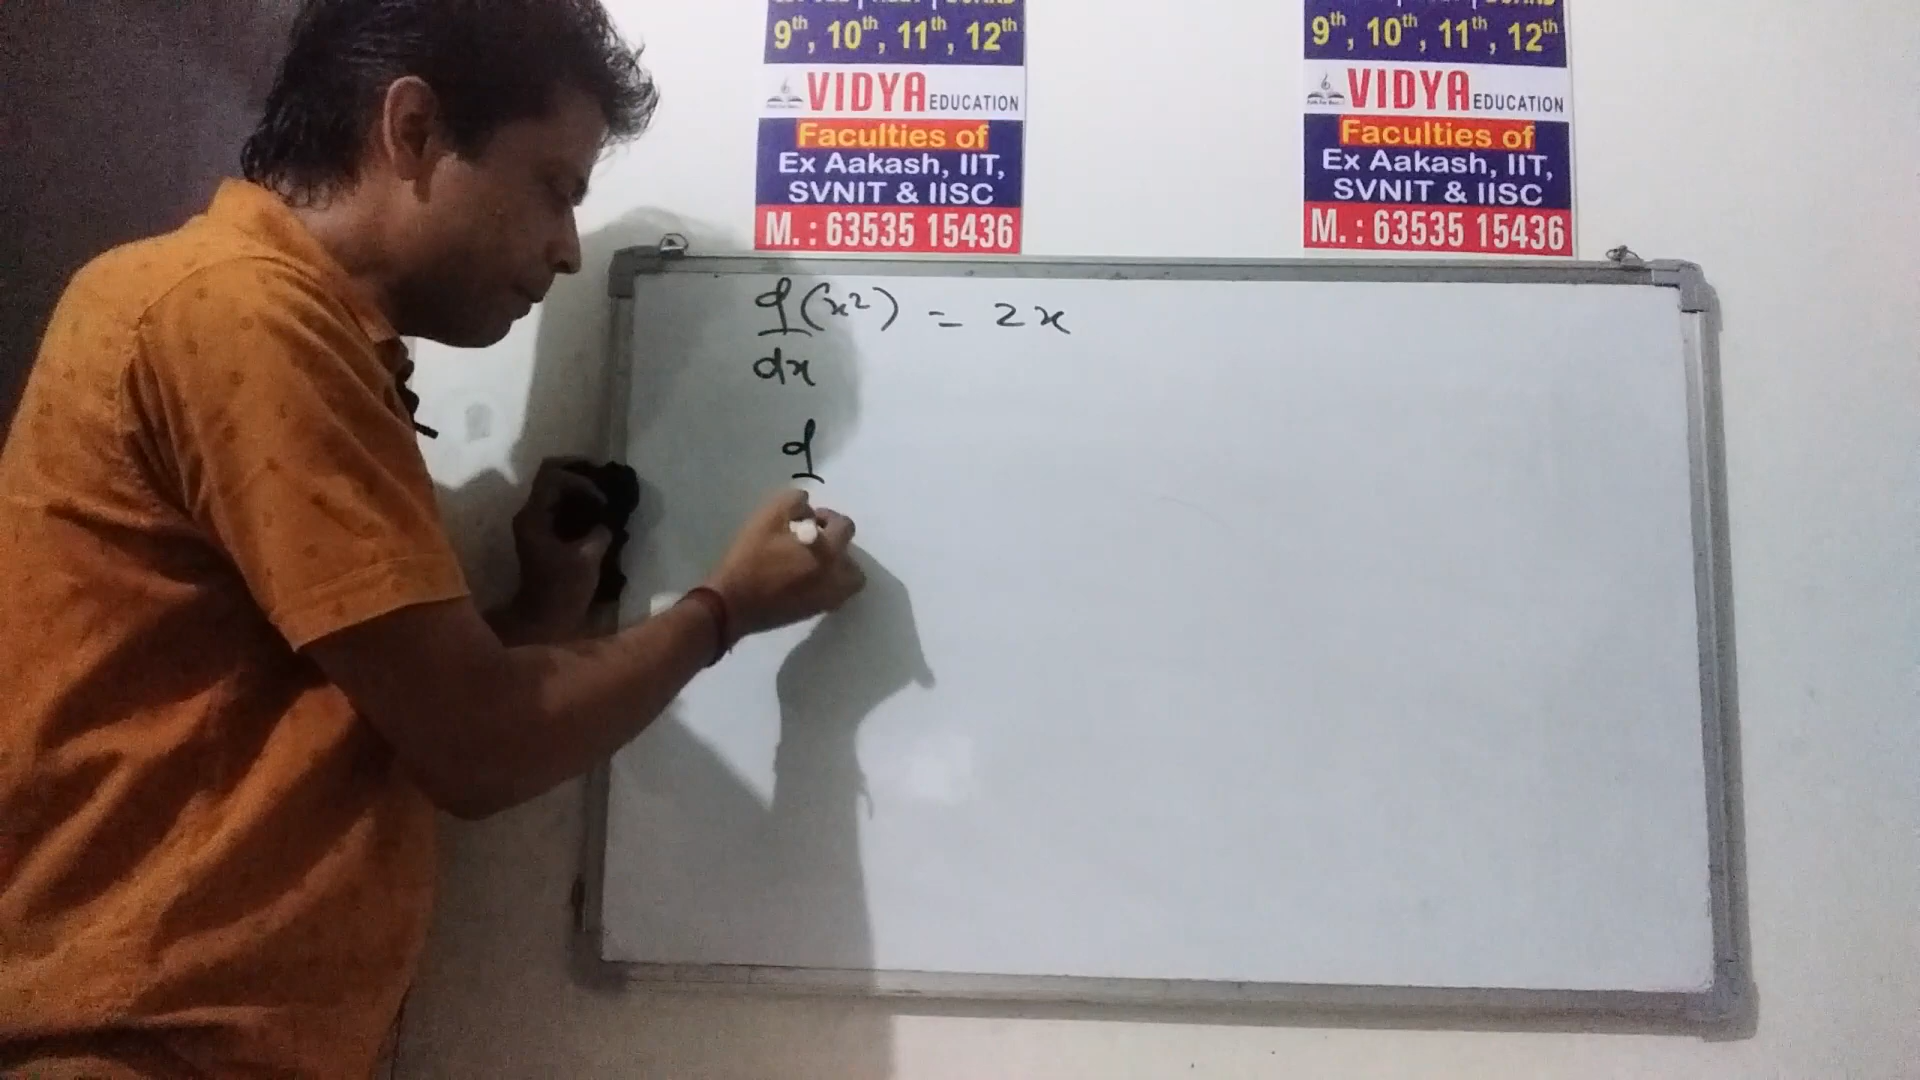 9th, 10th, 11th, 12th
VIDYA EDUCATION
Faculties of
Ex Aakash, IIT,
SVNIT & IISC
M. : 63535 15436
9th, 10th, 11th, 12th
VIDYA EDUCATION
Faculties of
Ex Aakash, IIT,
SVNIT & IISC
M. : 63535 15436
d/dx (x²) = 2x
d